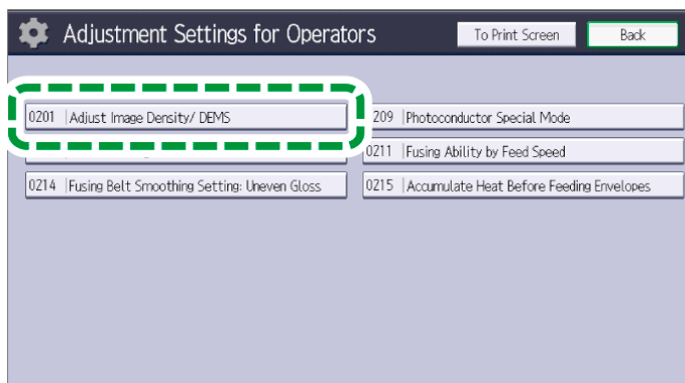 Adjustment Settings for Operators
To Print Screen
Back
0201 Adjust Image Density/ DEMS
209 Photoconductor Special Mode
0211 Fusing Ability by Feed Speed
0214 Fusing Belt Smoothing Setting: Uneven Gloss
0215 Accumulate Heat Before Feeding Envelopes